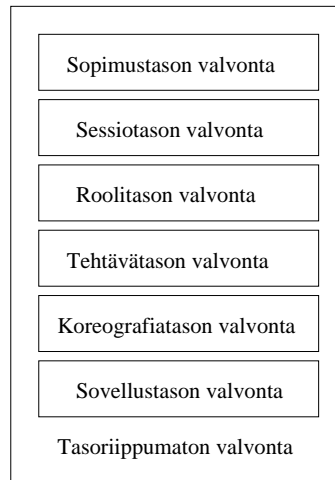 Sopimustason valvonta
Sessiotason valvonta
Roolitason valvonta
Tehtävätason valvonta
Koreografiatason valvonta
Sovellustason valvonta
Tasoriippumaton valvonta